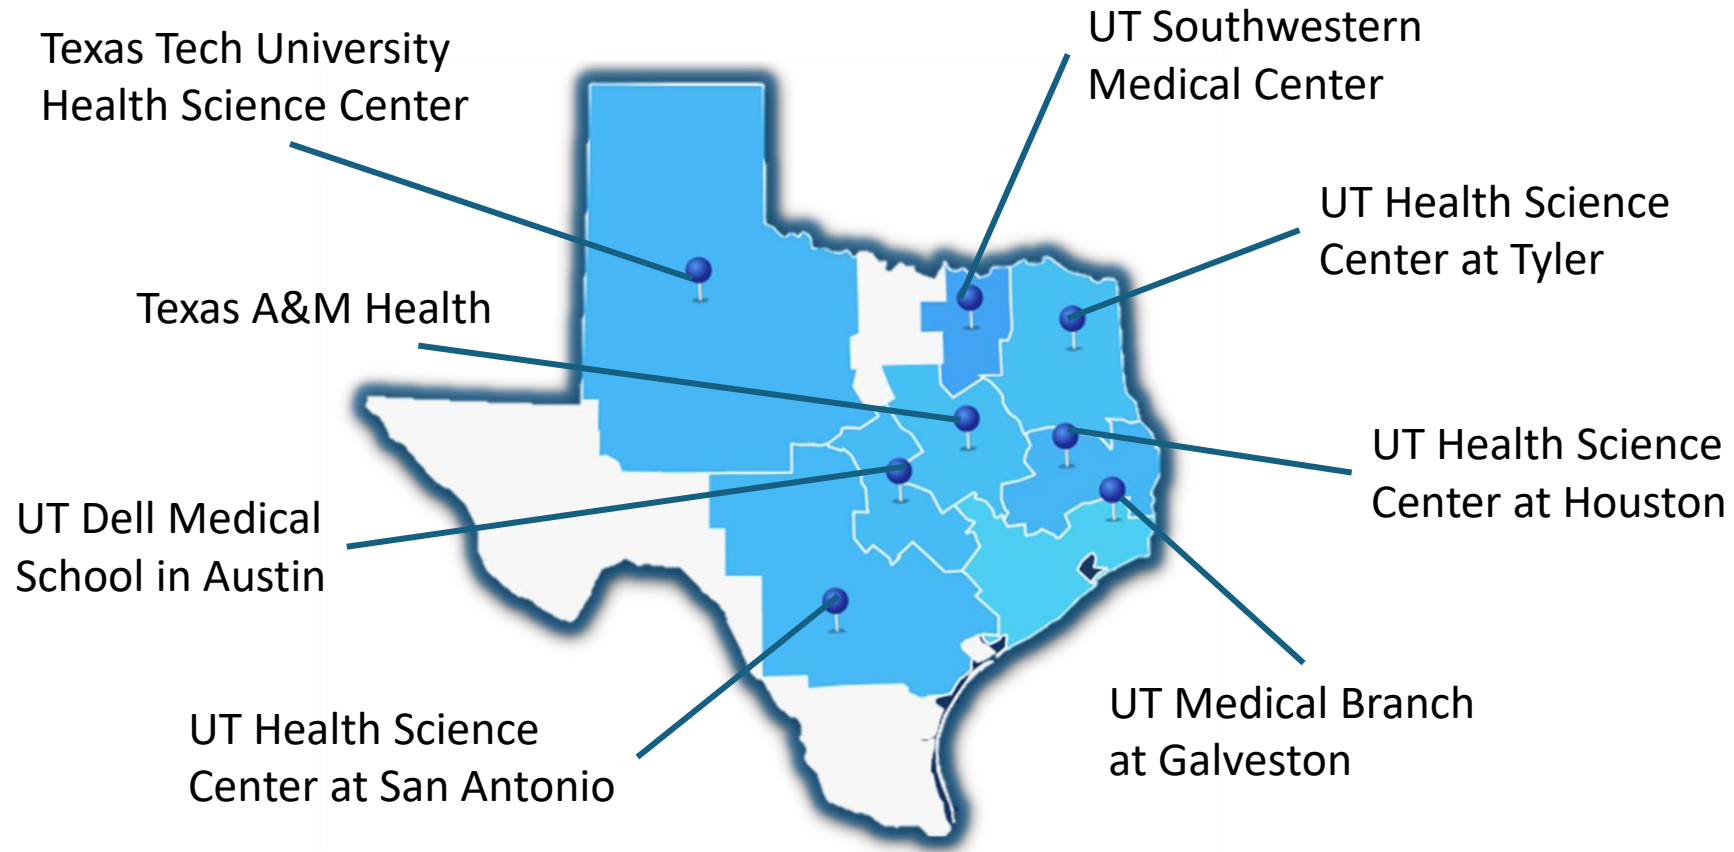 Texas Tech University
Health Science Center
UT Southwestern
Medical Center
UT Health Science
Center at Tyler
Texas A&M Health
UT Health Science
Center at Houston
UT Dell Medical
School in Austin
UT Medical Branch
at Galveston
UT Health Science
Center at San Antonio